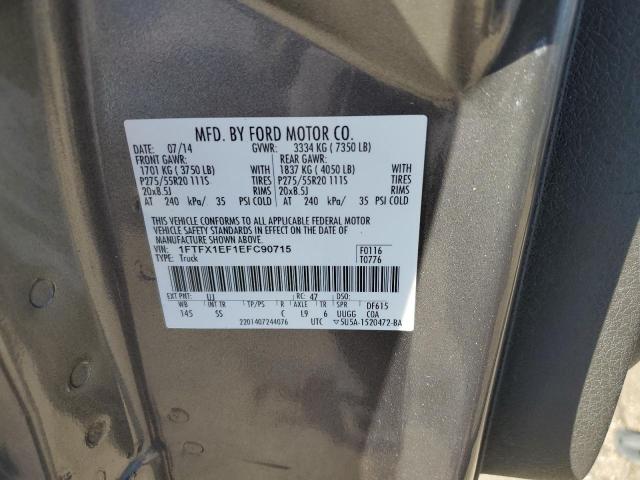 MFD. BY FORD MOTOR CO.
DATE: 07/14 GVWR: 3334 KG ( 7350 LB)
FRONT GAWR: REAR GAWR:
1701 KG ( 3750 LB) WITH 1837 KG ( 4050 LB) WITH
P275/55R20 111S TIRES P275/55R20 111S TIRES
20x8.5J RIMS 20x8.5J RIMS
AT 240 kPa/ 35 PSI COLD AT 240 kPa/ 35 PSI COLD
THIS VEHICLE CONFORMS TO ALL APPLICABLE FEDERAL MOTOR
VEHICLE SAFETY STANDARDS IN EFFECT ON THE DATE OF
MANUFACTURE SHOWN ABOVE.
VIN: 1FTFX1EF1EFC90715 F0116
TYPE: Truck T0776
EXT PNT: UJ RC: 47 DSO:
WB INT TR TP/PS R AXLE TR SPR DF615
145 SS C L9 6 UUGG COA
2201407244076 UTC ▽5U5A-1520472-BA